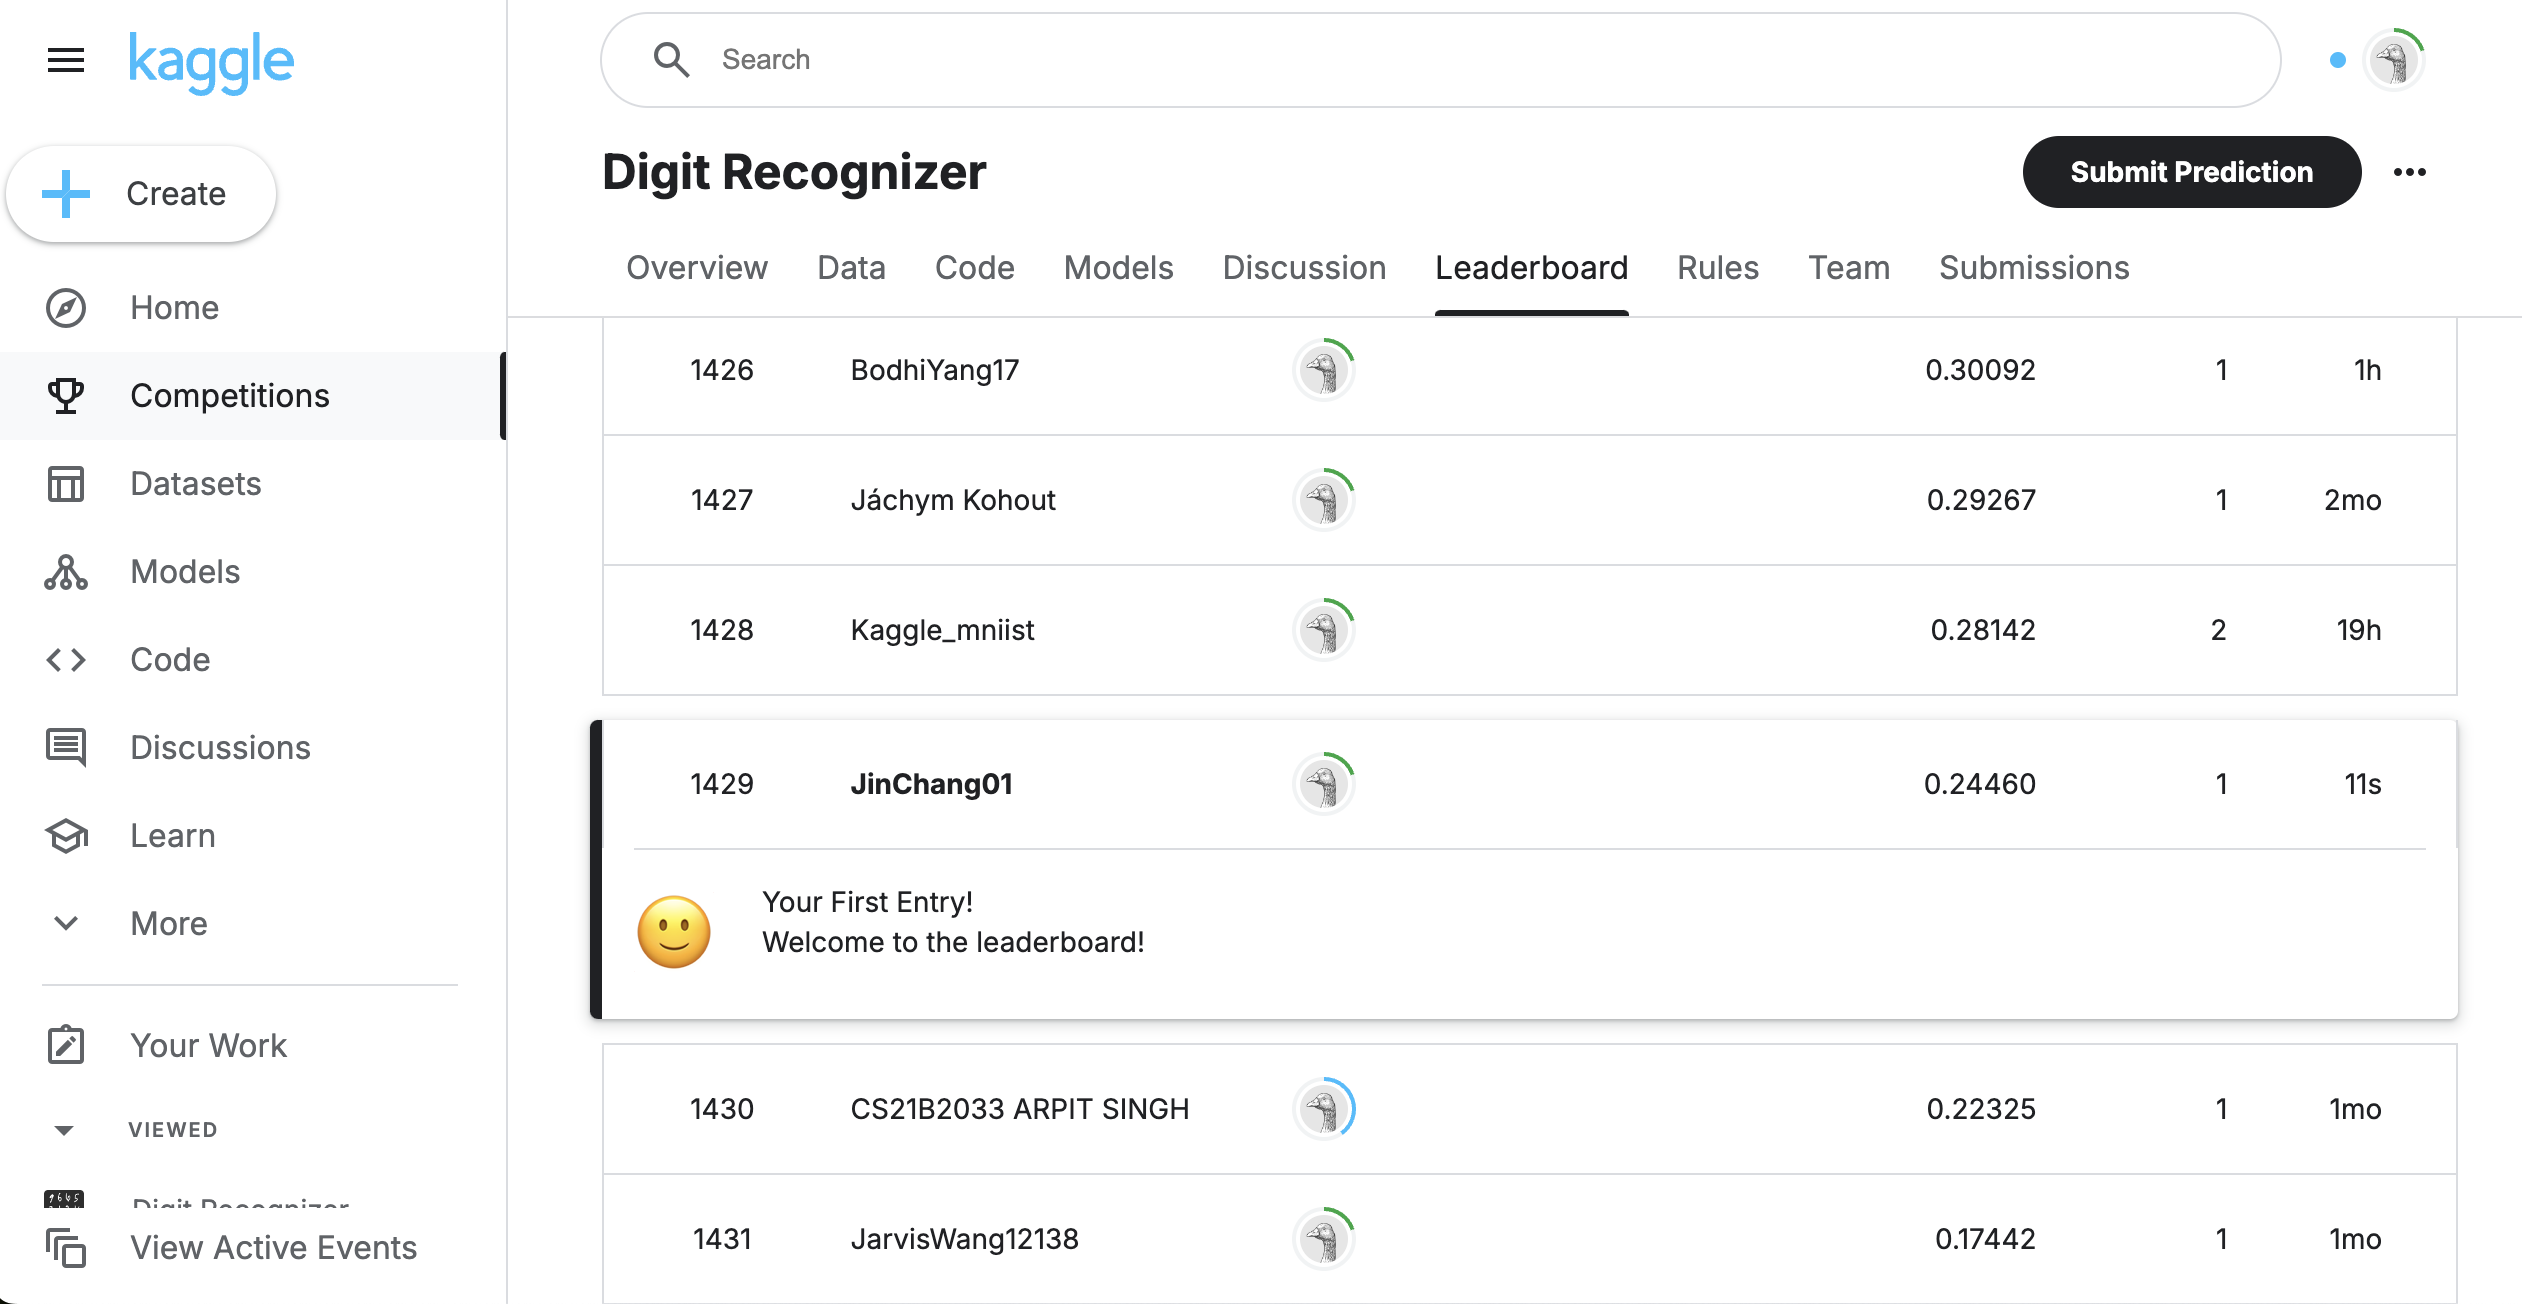 kaggle
Search
Create
Digit Recognizer
Submit Prediction
Overview Data Code Models Discussion Leaderboard Rules Team Submissions
Home
Competitions
Datasets
Models
Code
Discussions
Learn
More
Your Work
VIEWED
Digit Recognizer
View Active Events
1426 BodhiYang17 0.30092 1 1h
1427 Jáchym Kohout 0.29267 1 2mo
1428 Kaggle_mniist 0.28142 2 19h
1429 JinChang01 0.24460 1 11s
Your First Entry!
Welcome to the leaderboard!
1430 CS21B2033 ARPIT SINGH 0.22325 1 1mo
1431 JarvisWang12138 0.17442 1 1mo